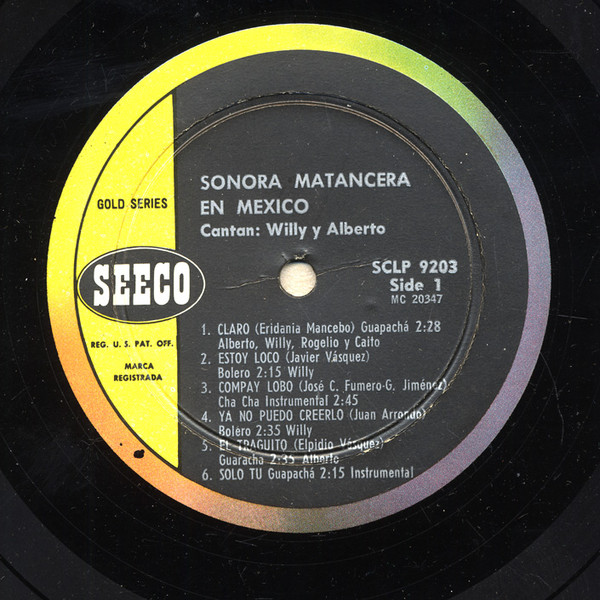 SONORA MATANCERA
EN MEXICO
Cantan: Willy y Alberto
GOLD SERIES
SEECO
REG. U. S. PAT. OFF.
MARCA
REGISTRADA
SCLP 9203
Side 1
MC 20347
1. CLARO (Eridania Mancebo) Guapachá 2:28
Alberto, Willy, Rogelio y Caito
2. ESTOY LOCO (Javier Vásquez)
Bolero 2:15 Willy
3. COMPAY LOBO (José C. Fumero-G. Jiménez)
Cha Cha Instrumental 2:45
4. YA NO PUEDO CREERLO (Juan Arrondo)
Bolero 2:35 Willy
5. EL TRAGUITO (Elpidio Vásquez)
Guaracha 2:35 Alberto
6. SOLO TU Guapachá 2:15 Instrumental